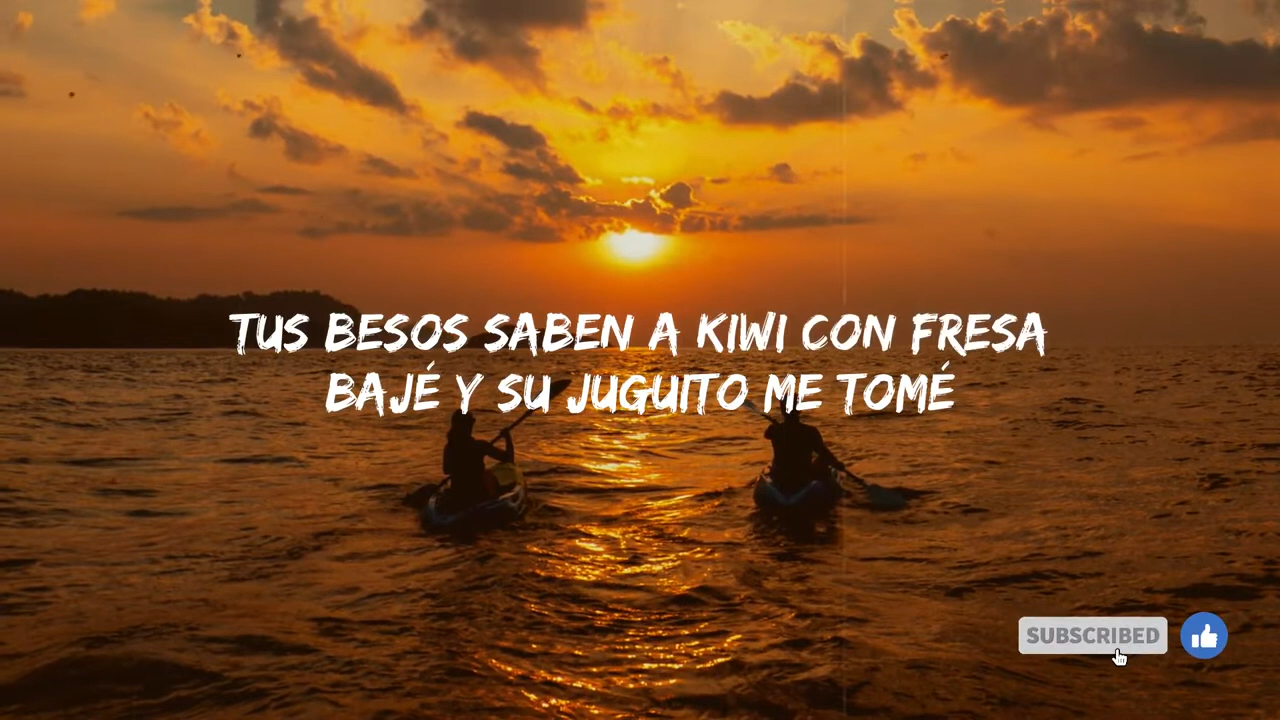 TUS BESOS SABEN A KIWI CON FRESA
BAJÉ Y SU JUGUITO ME TOMÉ
SUBSCRIBED